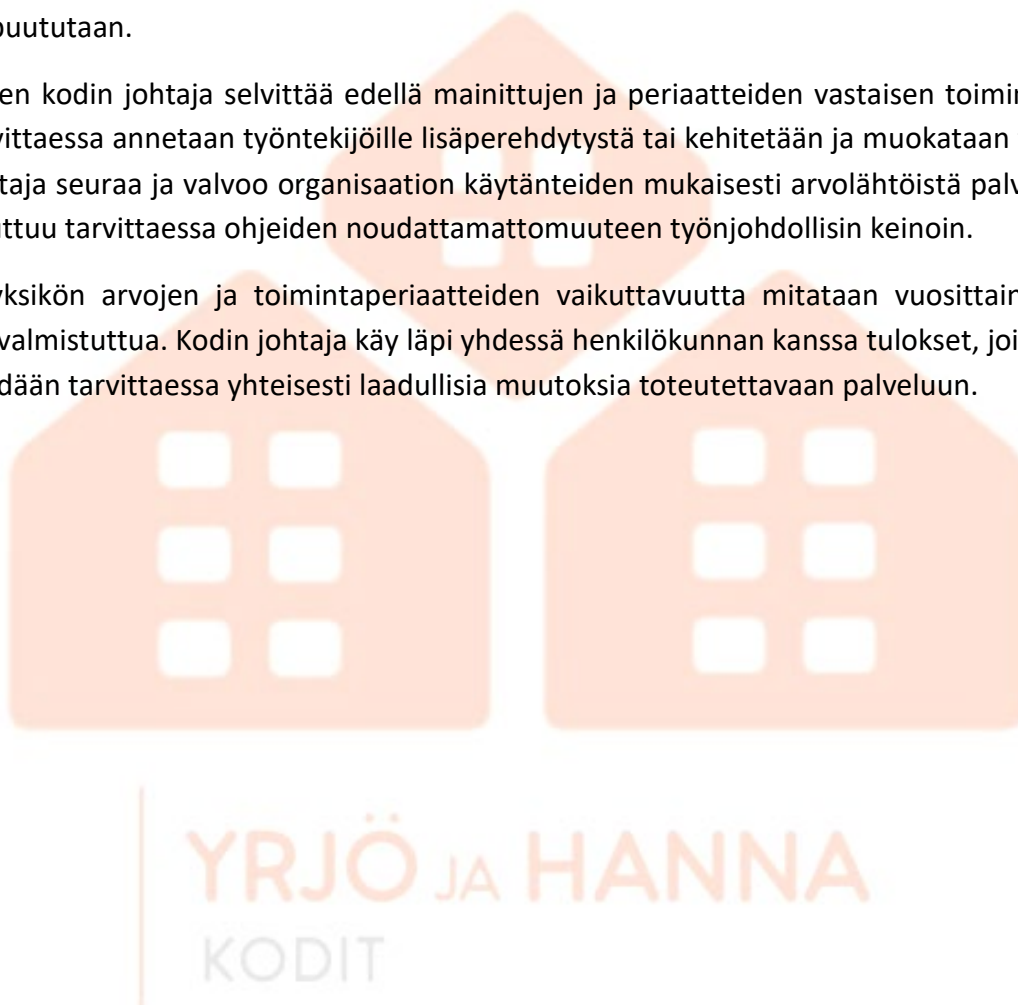 puututaan.
en kodin johtaja selvittää edellä mainittujen ja periaatteiden vastaisen toimin
vittaessa annetaan työntekijöille lisäperehdytystä tai kehitetään ja muokataan
taja seuraa ja valvoo organisaation käytänteiden mukaisesti arvolähtöistä palv
uttuu tarvittaessa ohjeiden noudattamattomuuteen työnjohdollisin keinoin.
yksikön arvojen ja toimintaperiaatteiden vaikuttavuutta mitataan vuosittain
valmistuttua. Kodin johtaja käy läpi yhdessä henkilökunnan kanssa tulokset, joi
dään tarvittaessa yhteisesti laadullisia muutoksia toteutettavaan palveluun.
YRJÖ JA HANNA
KODIT